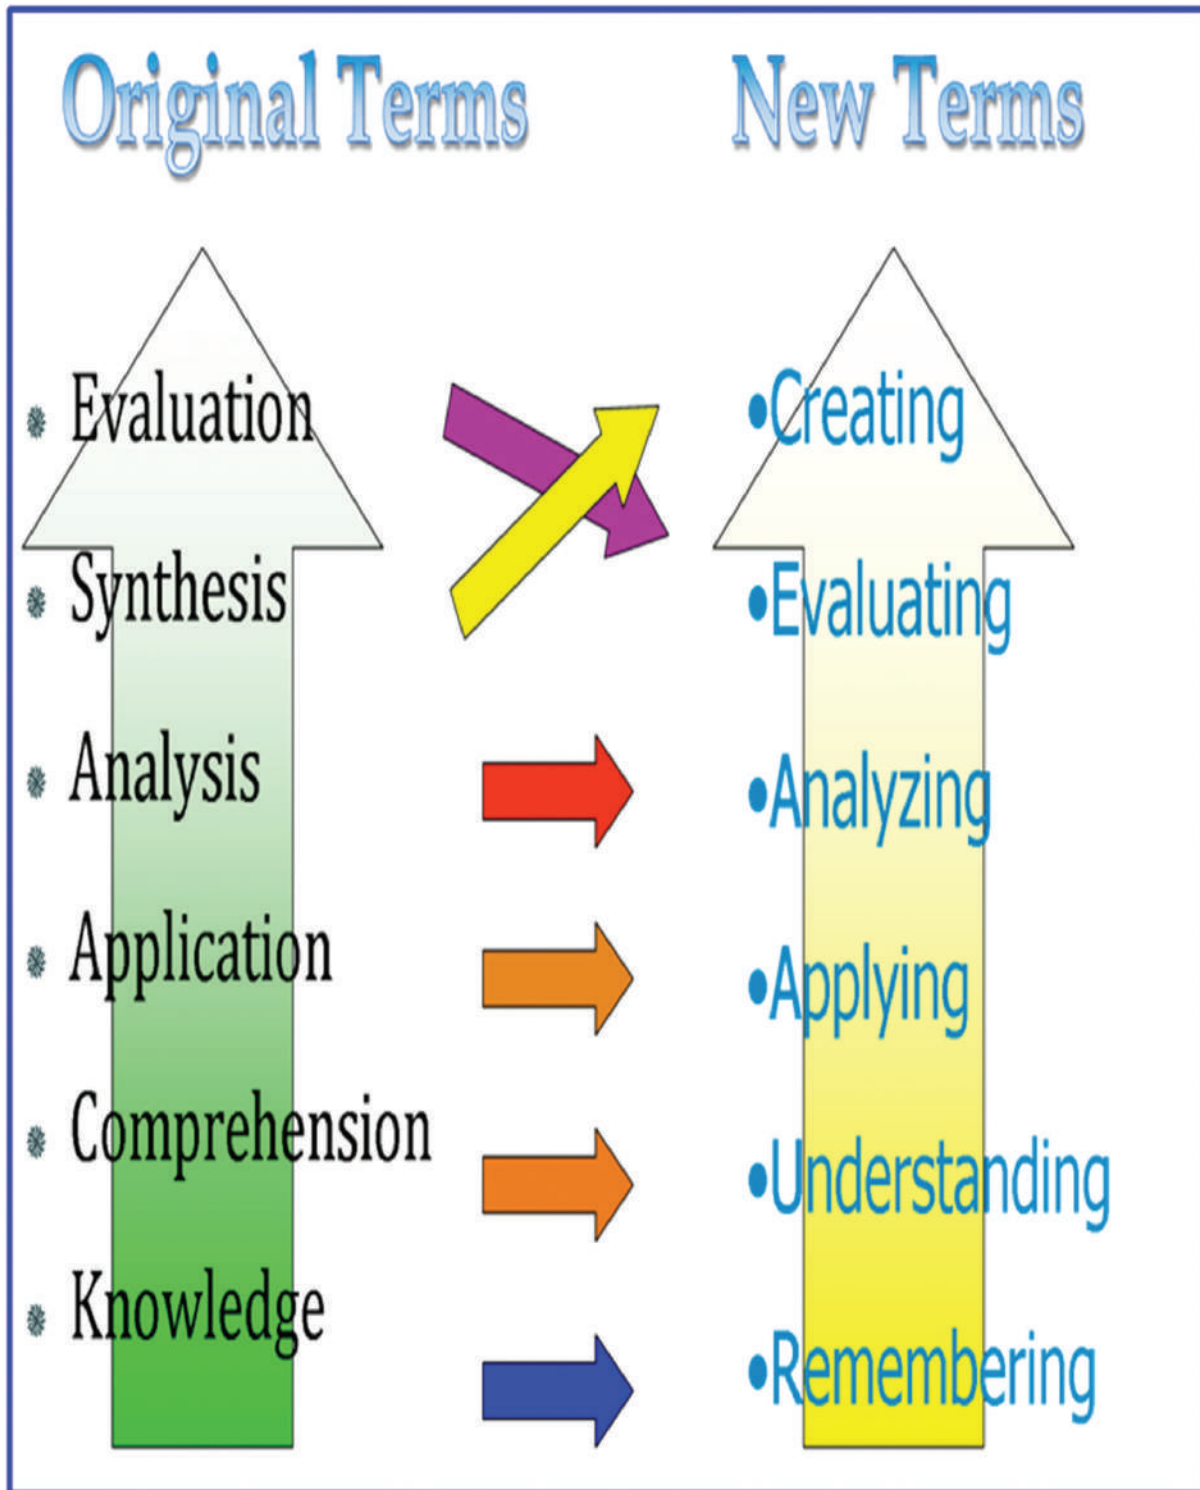 Original Terms
New Terms
Evaluation
Synthesis
Analysis
Application
Comprehension
Knowledge
•Creating
•Evaluating
•Analyzing
•Applying
•Understanding
•Remembering